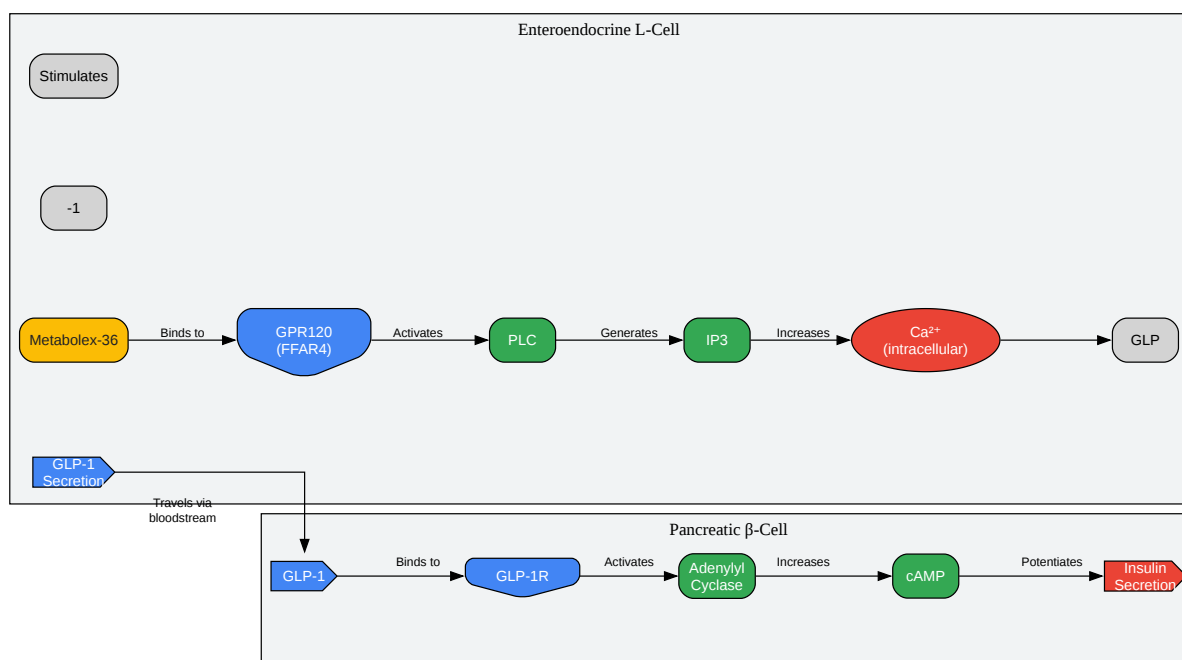 Enteroendocrine L-Cell
Stimulates
-1
Metabolex-36
Binds to
GPR120
(FFAR4)
Activates
PLC
Generates
IP3
Increases
Ca²⁺
(intracellular)
GLP
GLP-1
Secretion
Travels via
bloodstream
Pancreatic β-Cell
GLP-1
Binds to
GLP-1R
Activates
Adenylyl
Cyclase
Increases
cAMP
Potentiates
Insulin
Secretion